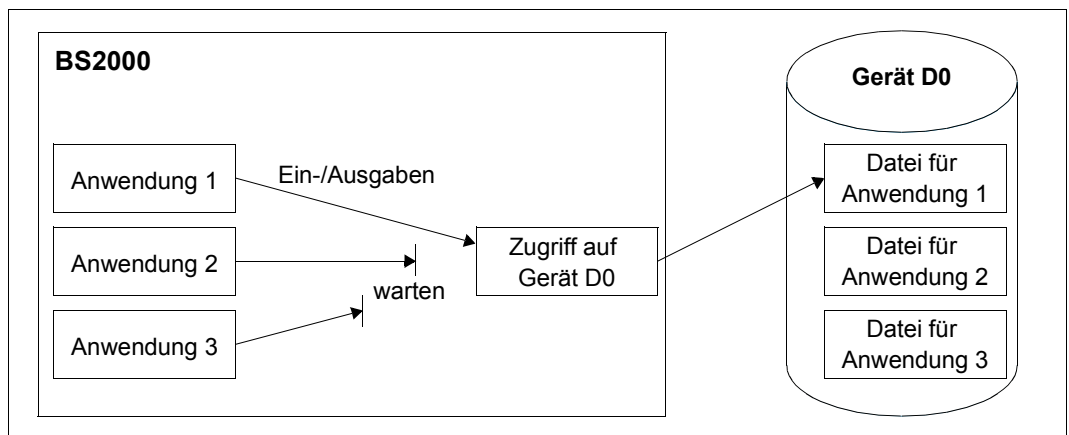 BS2000
Gerät D0
Anwendung 1
Ein-/Ausgaben
Datei für
Anwendung 1
Anwendung 2
warten
Zugriff auf
Gerät D0
Datei für
Anwendung 2
Anwendung 3
Datei für
Anwendung 3